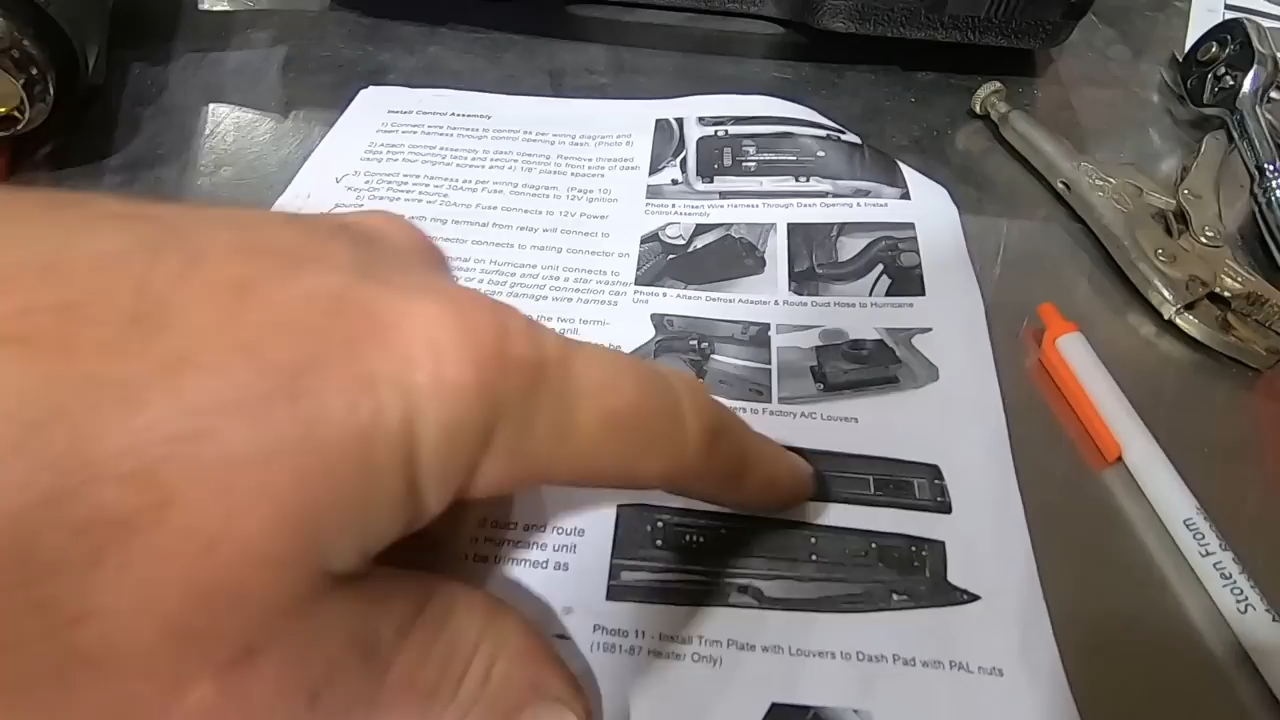 Install Control Assembly
1) Connect wire harness to control as per wiring diagram and
insert wire harness through control opening in dash. (Photo 8)
2) Attach control assembly to dash opening. Remove threaded
clips from mounting tabs and secure control to front side of dash
using the four original screws and 4) 1/8" plastic spacers
3) Connect wire harness as per wiring diagram. (Page 10)
a) Orange wire w/ 30Amp Fuse, connects to 12V ignition
"Key-On" Power source.
b) Orange wire w/ 20Amp Fuse connects to 12V Power
source
with ring terminal from relay will connect to
connects to mating connector on
on Hurricane unit connects to
clean surface and use a star washer
or a bad ground connection can
can damage wire harness
to the two termi-
grill.
be
duct and route
Hurricane unit
be trimmed as
Photo 8 - Insert Wire Harness Through Dash Opening & Install
Control Assembly
Photo 9 - Attach Defrost Adapter & Route Duct Hose to Hurricane
Unit
to Factory A/C Louvers
Photo 11 - Install Trim Plate with Louvers to Dash Pad with PAL nuts
(1981-87 Heater Only)
Stolen From